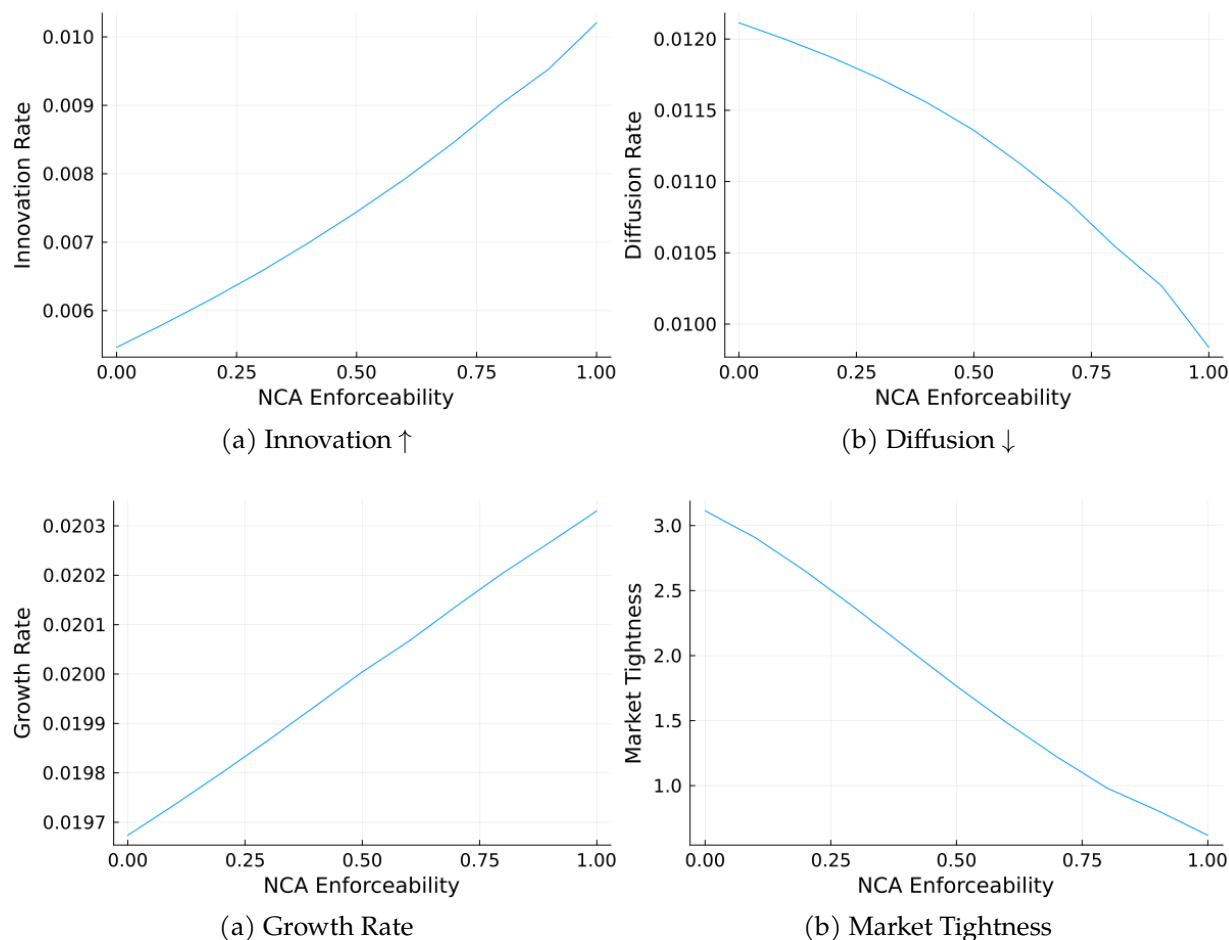 0.010
0.009
0.008
0.007
0.006
Innovation Rate
0.00 0.25 0.50 0.75 1.00
NCA Enforceability
(a) Innovation ↑
0.0120
0.0115
0.0110
0.0105
0.0100
Diffusion Rate
0.00 0.25 0.50 0.75 1.00
NCA Enforceability
(b) Diffusion ↓
0.0203
0.0202
0.0201
0.0200
0.0199
0.0198
0.0197
Growth Rate
0.00 0.25 0.50 0.75 1.00
NCA Enforceability
(a) Growth Rate
3.0
2.5
2.0
1.5
1.0
Market Tightness
0.00 0.25 0.50 0.75 1.00
NCA Enforceability
(b) Market Tightness